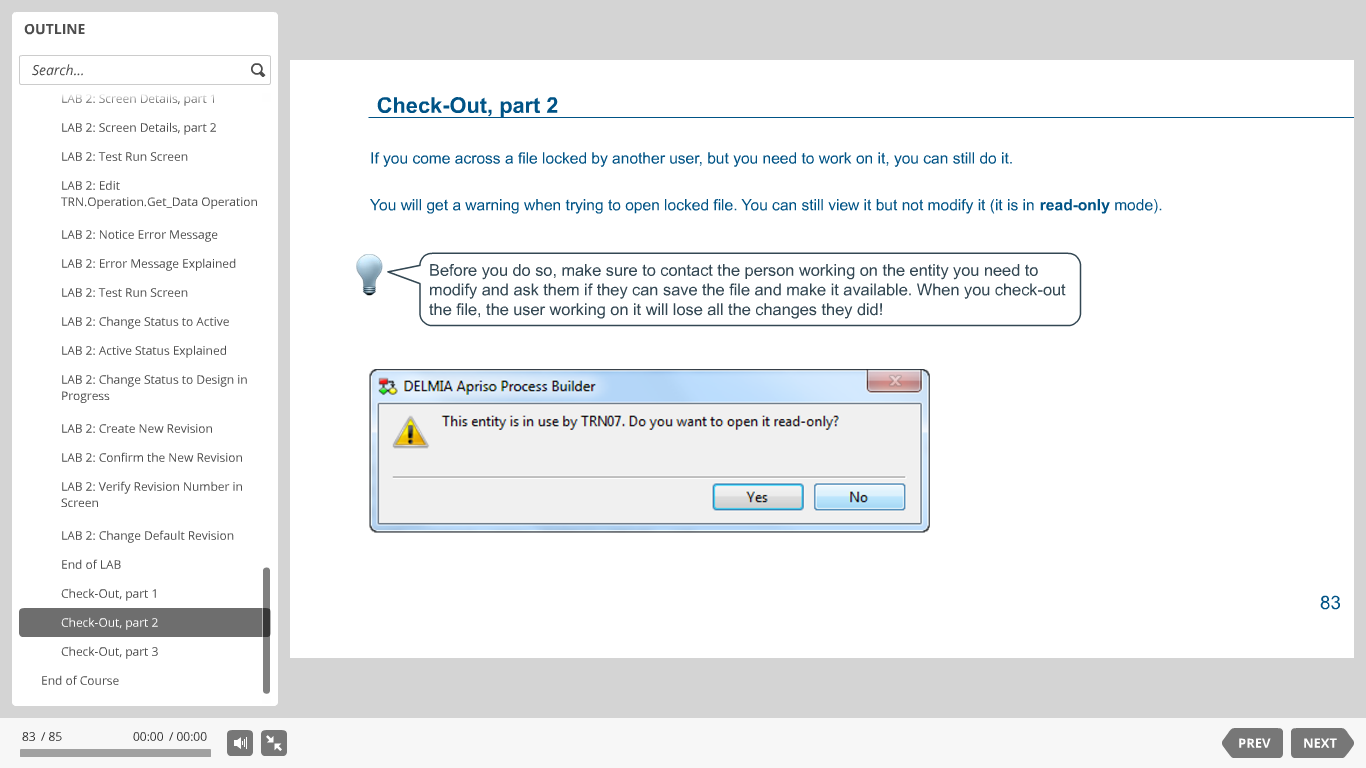 OUTLINE
Search...
LAB 2: Screen Details, part 1
LAB 2: Screen Details, part 2
LAB 2: Test Run Screen
LAB 2: Edit
TRN.Operation.Get_Data Operation
LAB 2: Notice Error Message
LAB 2: Error Message Explained
LAB 2: Test Run Screen
LAB 2: Change Status to Active
LAB 2: Active Status Explained
LAB 2: Change Status to Design in
Progress
LAB 2: Create New Revision
LAB 2: Confirm the New Revision
LAB 2: Verify Revision Number in
Screen
LAB 2: Change Default Revision
End of LAB
Check-Out, part 1
Check-Out, part 2
Check-Out, part 3
End of Course
Check-Out, part 2
If you come across a file locked by another user, but you need to work on it, you can still do it.
You will get a warning when trying to open locked file. You can still view it but not modify it (it is in read-only mode).
Before you do so, make sure to contact the person working on the entity you need to
modify and ask them if they can save the file and make it available. When you check-out
the file, the user working on it will lose all the changes they did!
DELMIA Apriso Process Builder
This entity is in use by TRN07. Do you want to open it read-only?
Yes
No
83
83 / 85
00:00 / 00:00
PREV
NEXT